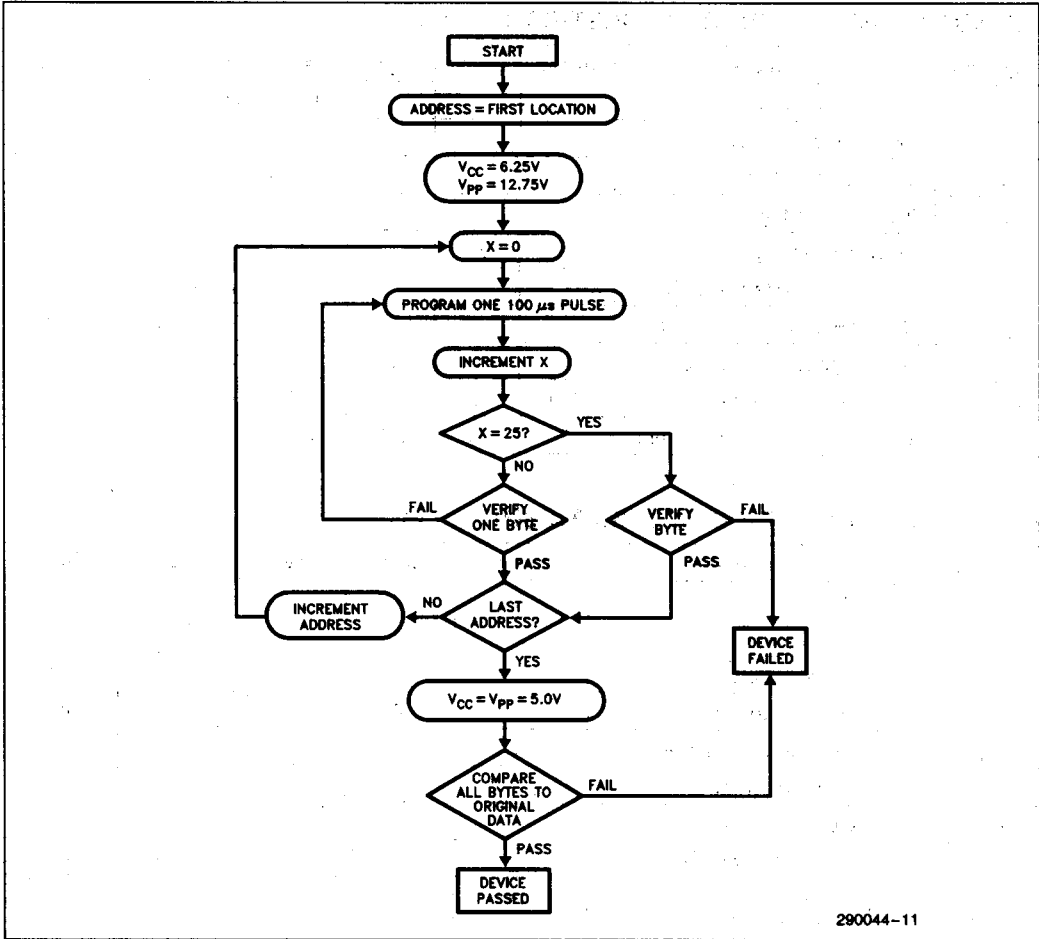 START
ADDRESS = FIRST LOCATION
VCC = 6.25V
VPP = 12.75V
X = 0
PROGRAM ONE 100 μs PULSE
INCREMENT X
X = 25?
YES
NO
FAIL
VERIFY
ONE BYTE
VERIFY
BYTE
FAIL
PASS
PASS
INCREMENT
ADDRESS
NO
LAST
ADDRESS?
DEVICE
FAILED
YES
VCC = VPP = 5.0V
COMPARE
ALL BYTES TO
ORIGINAL
DATA
FAIL
PASS
DEVICE
PASSED
290044-11